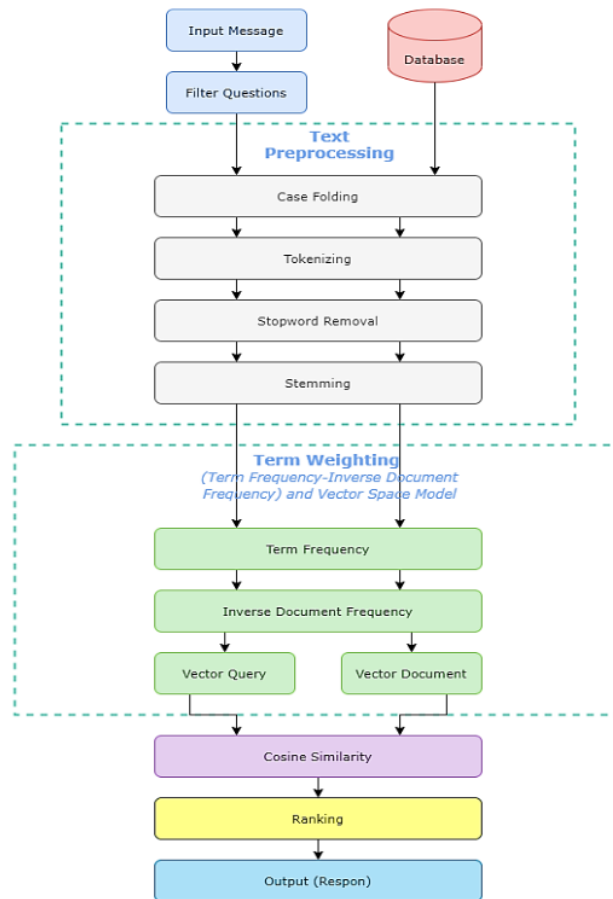 Input Message
Database
Filter Questions
Text
Preprocessing
Case Folding
Tokenizing
Stopword Removal
Stemming
Term Weighting
(Term Frequency-Inverse Document
Frequency) and Vector Space Model
Term Frequency
Inverse Document Frequency
Vector Query
Vector Document
Cosine Similarity
Ranking
Output (Respon)